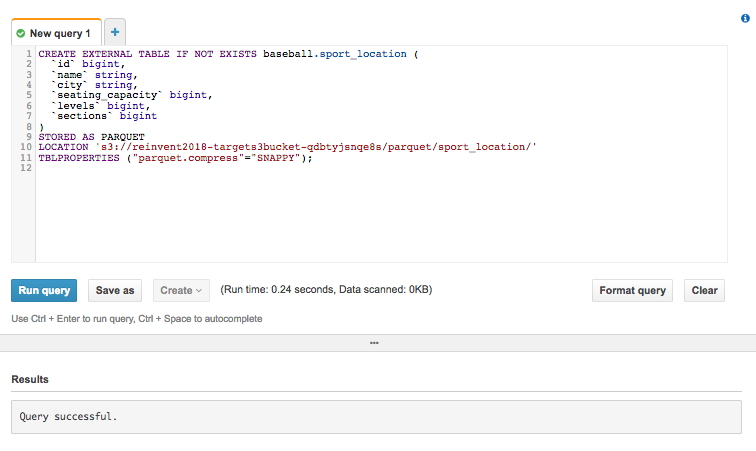 New query 1 +
1 CREATE EXTERNAL TABLE IF NOT EXISTS baseball.sport_location (
2 `id` bigint,
3 `name` string,
4 `city` string,
5 `seating_capacity` bigint,
6 `levels` bigint,
7 `sections` bigint
8 )
9 STORED AS PARQUET
10 LOCATION 's3://reinvent2018-targets3bucket-qdbtyjsnqe8s/parquet/sport_location/'
11 TBLPROPERTIES ("parquet.compress"="SNAPPY");
12
Run query Save as Create (Run time: 0.24 seconds, Data scanned: 0KB) Format query Clear
Use Ctrl + Enter to run query, Ctrl + Space to autocomplete
Results
Query successful.